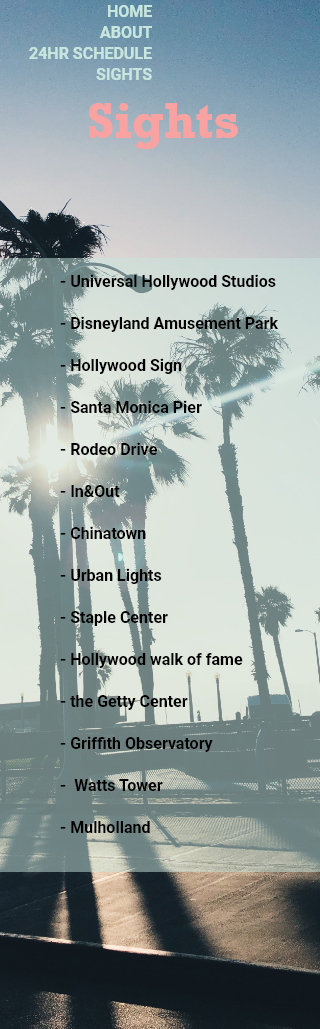 HOME
ABOUT
24HR SCHEDULE
SIGHTS
Sights
- Universal Hollywood Studios
- Disneyland Amusement Park
- Hollywood Sign
- Santa Monica Pier
- Rodeo Drive
- In&Out
- Chinatown
- Urban Lights
- Staple Center
- Hollywood walk of fame
- the Getty Center
- Griffith Observatory
- Watts Tower
- Mulholland